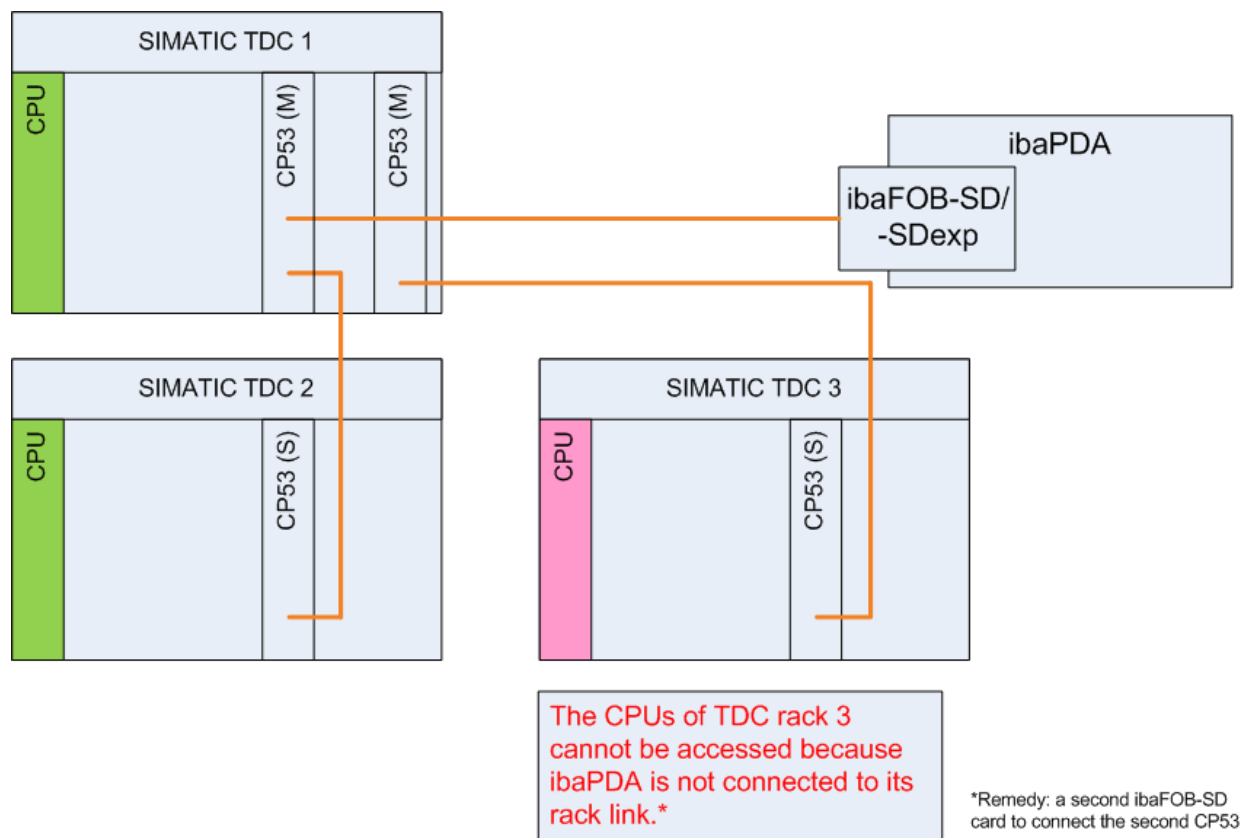 SIMATIC TDC 1
CPU
CP53 (M)
CP53 (M)
ibaPDA
ibaFOB-SD/
-SDexp
SIMATIC TDC 2
CPU
CP53 (S)
SIMATIC TDC 3
CPU
CP53 (S)
The CPUs of TDC rack 3
cannot be accessed because
ibaPDA is not connected to its
rack link.*
*Remedy: a second ibaFOB-SD
card to connect the second CP53